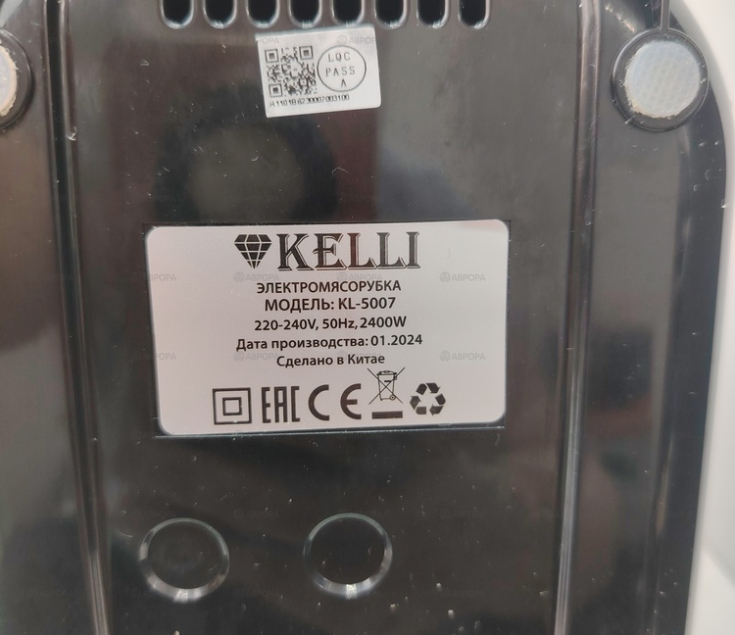 LQC
PASS
A
KELLI
ЭЛЕКТРОМЯСОРУБКА
МОДЕЛЬ: KL-5007
220-240V, 50Hz, 2400W
Дата производства: 01.2024
Сделано в Китае
EAC CE
АВРОРА